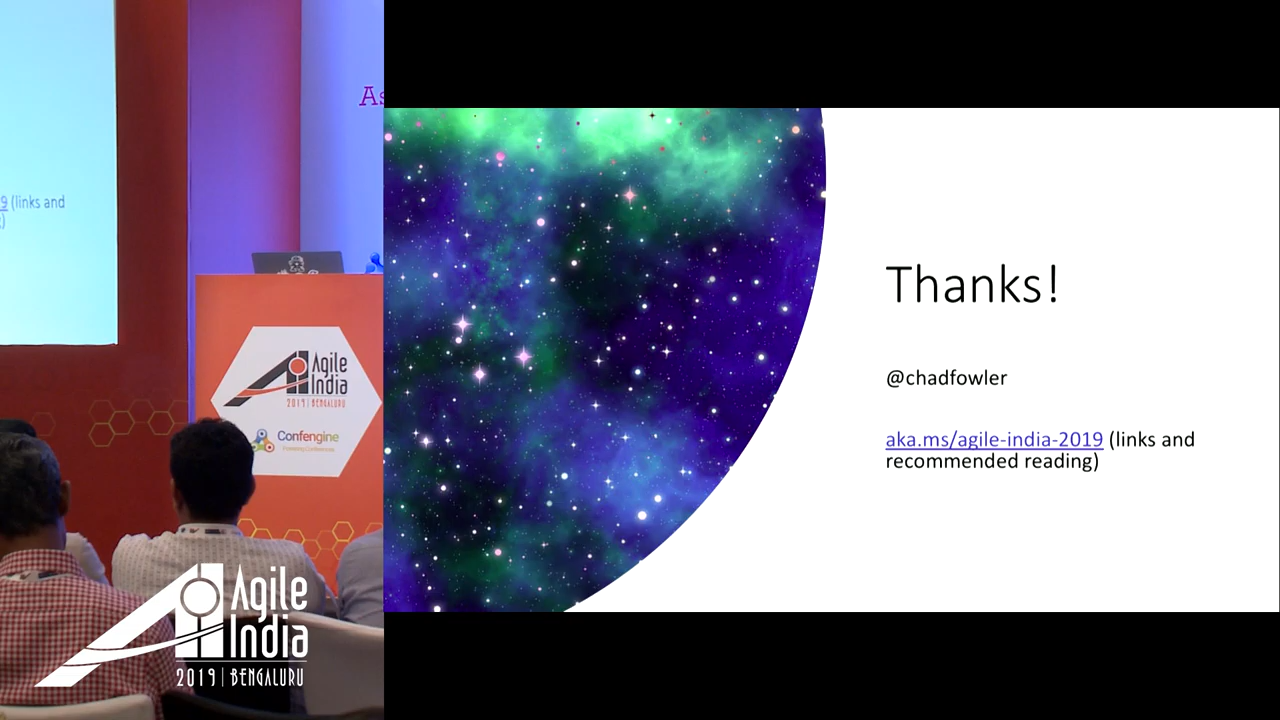 As
9 (links and
)
Agile
India
2019 | BENGALURU
Confengine
Agile
India
2019 | BENGALURU
Thanks!
@chadfowler
aka.ms/agile-india-2019 (links and
recommended reading)